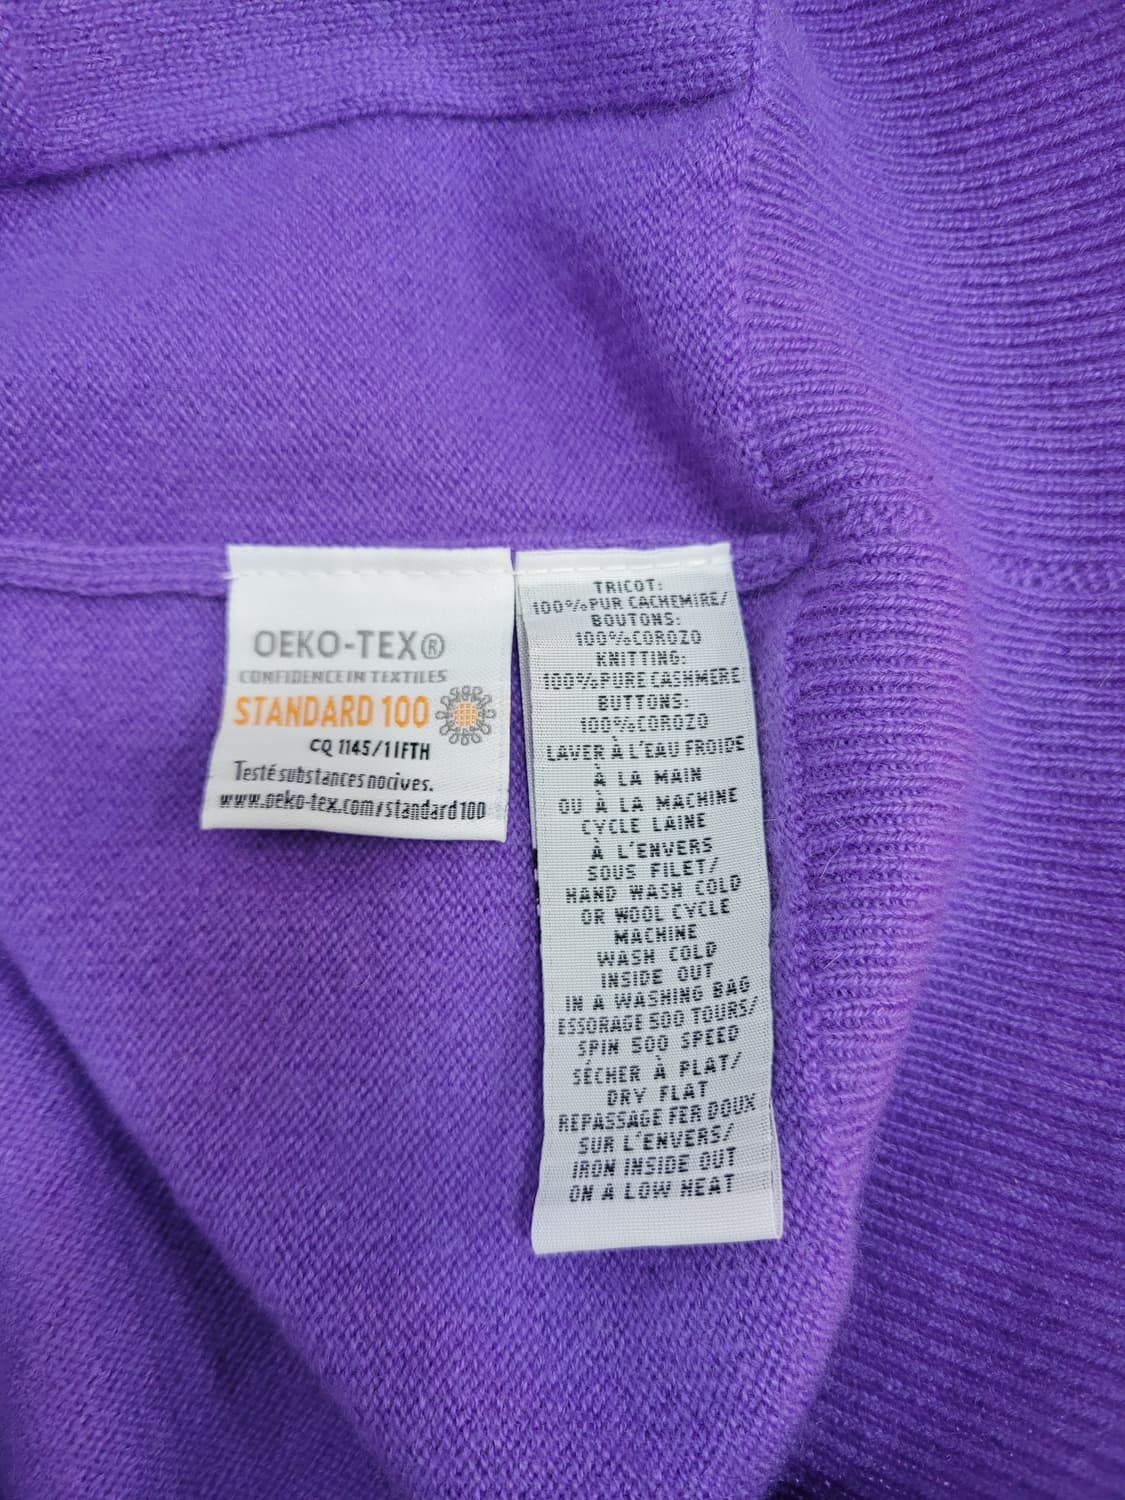 OEKO-TEX®
CONFIDENCE IN TEXTILES
STANDARD 100
CQ 1145/1 IFTH
Testé substances nocives.
www.oeko-tex.com/standard100
TRICOT:
100%PUR CACHEMIRE/
BOUTONS:
100%COROZO
KNITTING:
100%PURE CASHMERE
BUTTONS:
100%COROZO
LAVER À L'EAU FROIDE
À LA MAIN
OU À LA MACHINE
CYCLE LAINE
À L'ENVERS
SOUS FILET/
HAND WASH COLD
OR WOOL CYCLE
MACHINE
WASH COLD
INSIDE OUT
IN A WASHING BAG
ESSORAGE 500 TOURS/
SPIN 500 SPEED
SÉCHER À PLAT/
DRY FLAT
REPASSAGE FER DOUX
SUR L'ENVERS/
IRON INSIDE OUT
ON A LOW HEAT